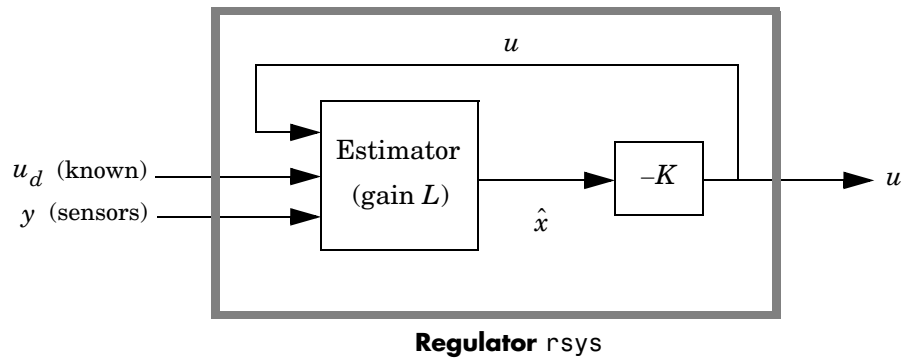 u
Estimator
(gain L)
u_d (known)
y (sensors)
–K
x̂
u
Regulator rsys